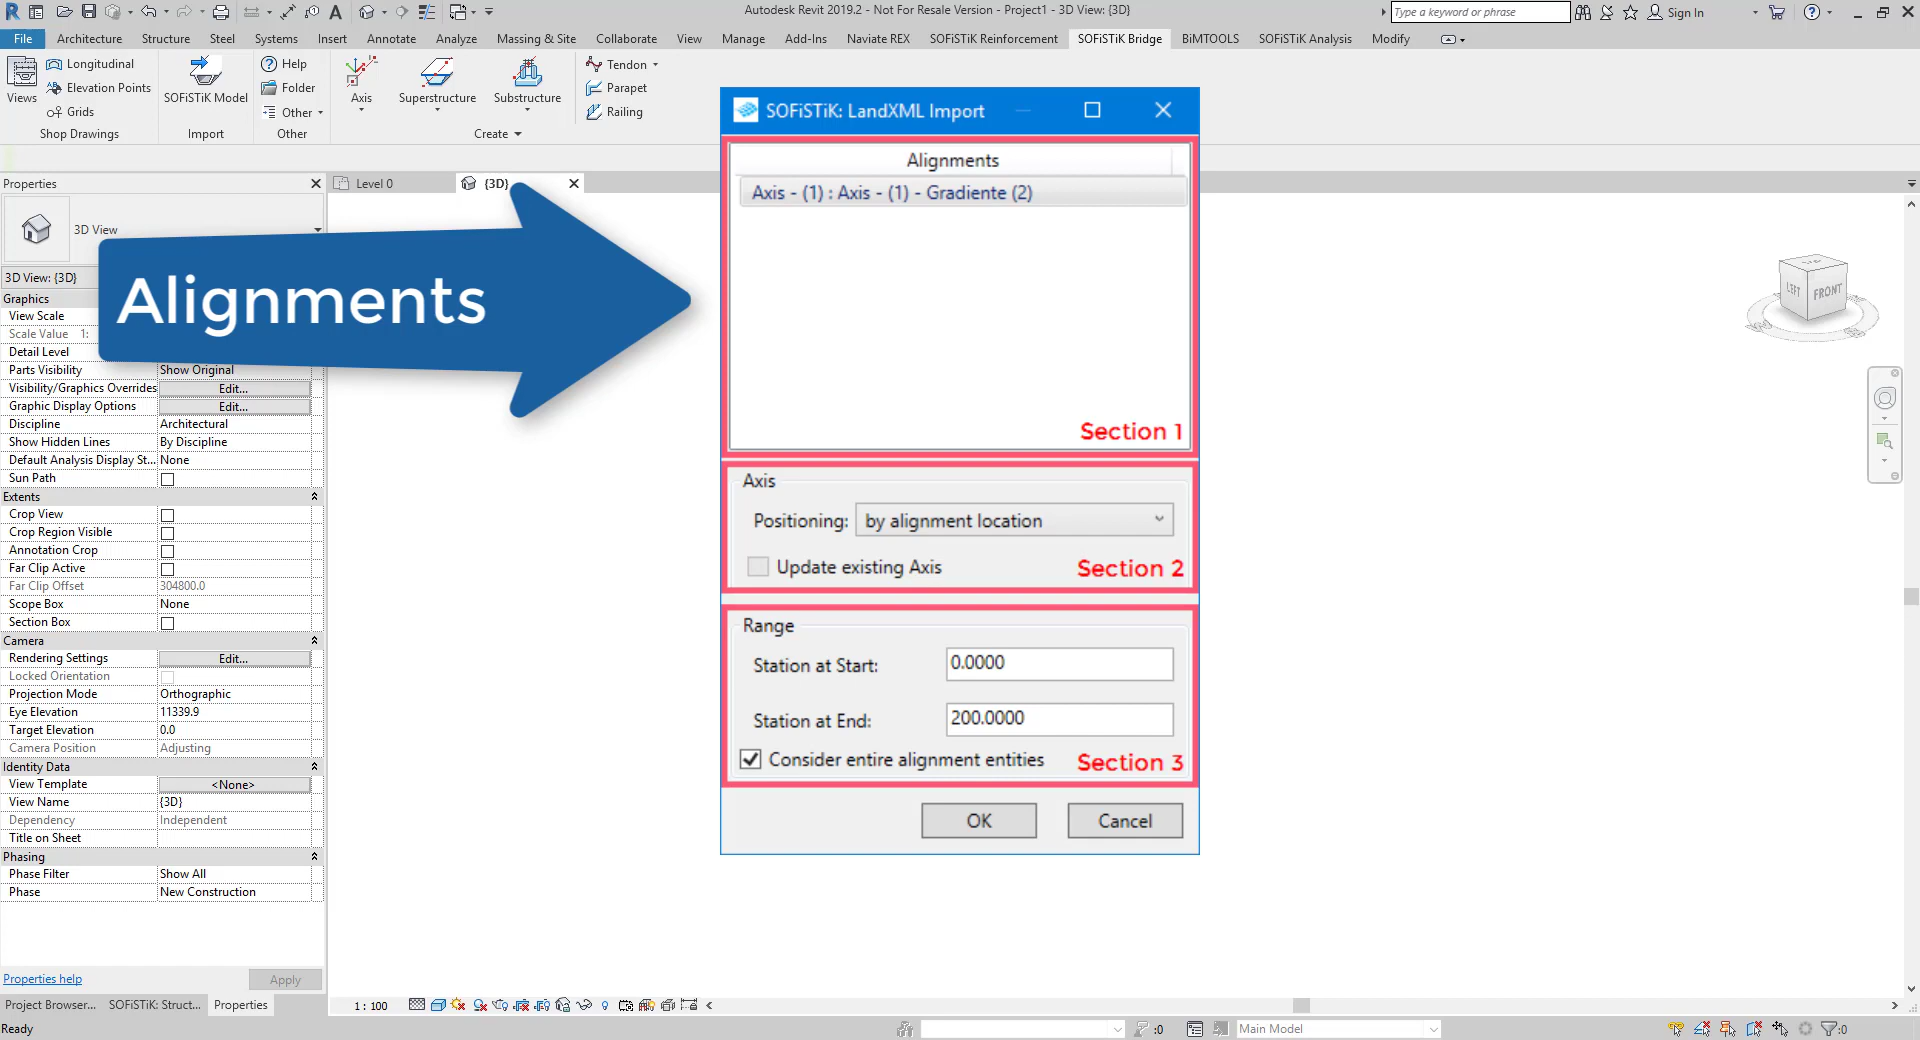 Autodesk Revit 2019.2 - Not For Resale Version - Project1 - 3D View: {3D}
Type a keyword or phrase
Sign In
File Architecture Structure Steel Systems Insert Annotate Analyze Massing & Site Collaborate View Manage Add-Ins Naviate REX SOFiSTiK Reinforcement SOFiSTiK Bridge BiMTOOLS SOFiSTiK Analysis Modify
Views
Longitudinal
Elevation Points
Grids
Shop Drawings
SOFiSTiK Model
Import
Help
Folder
Other
Other
Axis
Superstructure
Substructure
Tendon
Parapet
Railing
Create
Properties
Level 0
{3D}
3D View
3D View: {3D}
Graphics
View Scale
Scale Value 1:
Detail Level
Parts Visibility Show Original
Visibility/Graphics Overrides Edit...
Graphic Display Options Edit...
Discipline Architectural
Show Hidden Lines By Discipline
Default Analysis Display St... None
Sun Path
Extents
Crop View
Crop Region Visible
Annotation Crop
Far Clip Active
Far Clip Offset 304800.0
Scope Box None
Section Box
Camera
Rendering Settings Edit...
Locked Orientation
Projection Mode Orthographic
Eye Elevation 11339.9
Target Elevation 0.0
Camera Position Adjusting
Identity Data
View Template <None>
View Name {3D}
Dependency Independent
Title on Sheet
Phasing
Phase Filter Show All
Phase New Construction
Properties help
Apply
Project Browser... SOFiSTiK: Struct... Properties
Alignments
SOFiSTiK: LandXML Import
Alignments
Axis - (1) : Axis - (1) - Gradiente (2)
Section 1
Axis
Positioning: by alignment location
Update existing Axis
Section 2
Range
Station at Start: 0.0000
Station at End: 200.0000
Consider entire alignment entities
Section 3
OK
Cancel
LEFT
FRONT
1 : 100
Ready
:0
Main Model
:0